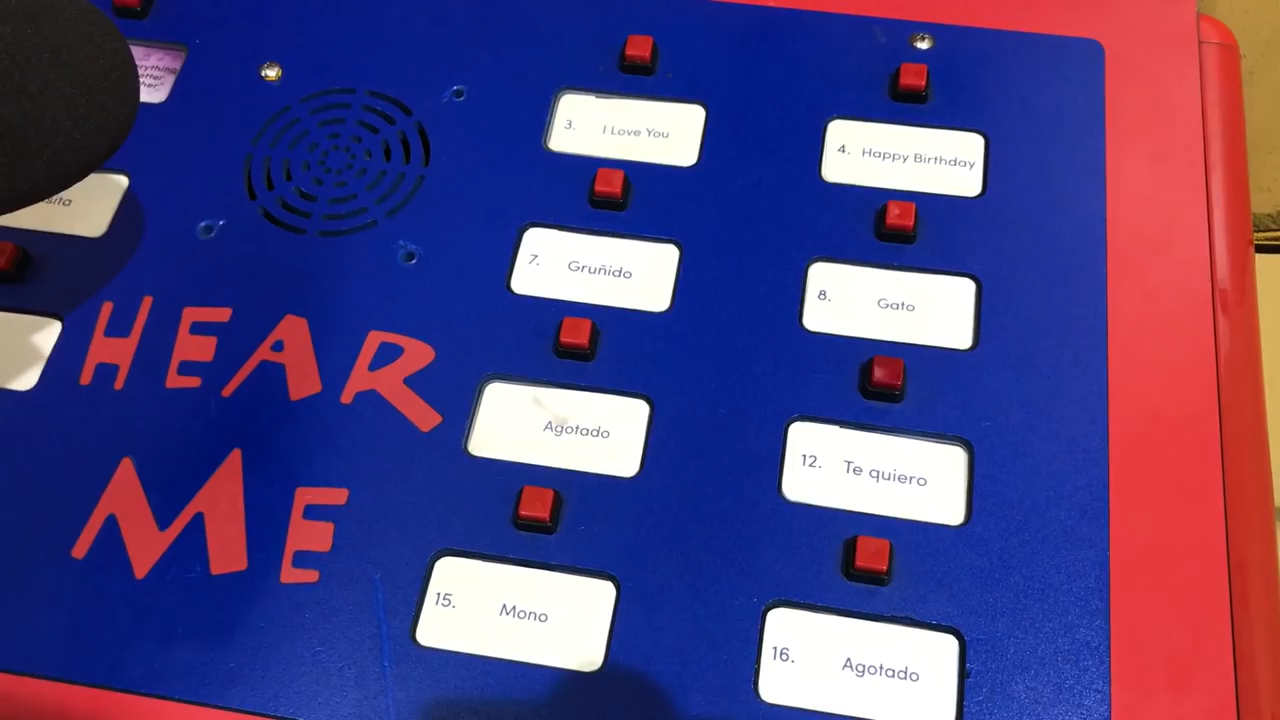 3. I Love You
4. Happy Birthday
7. Gruñido
8. Gato
HEAR
ME
Agotado
12. Te quiero
15. Mono
16. Agotado